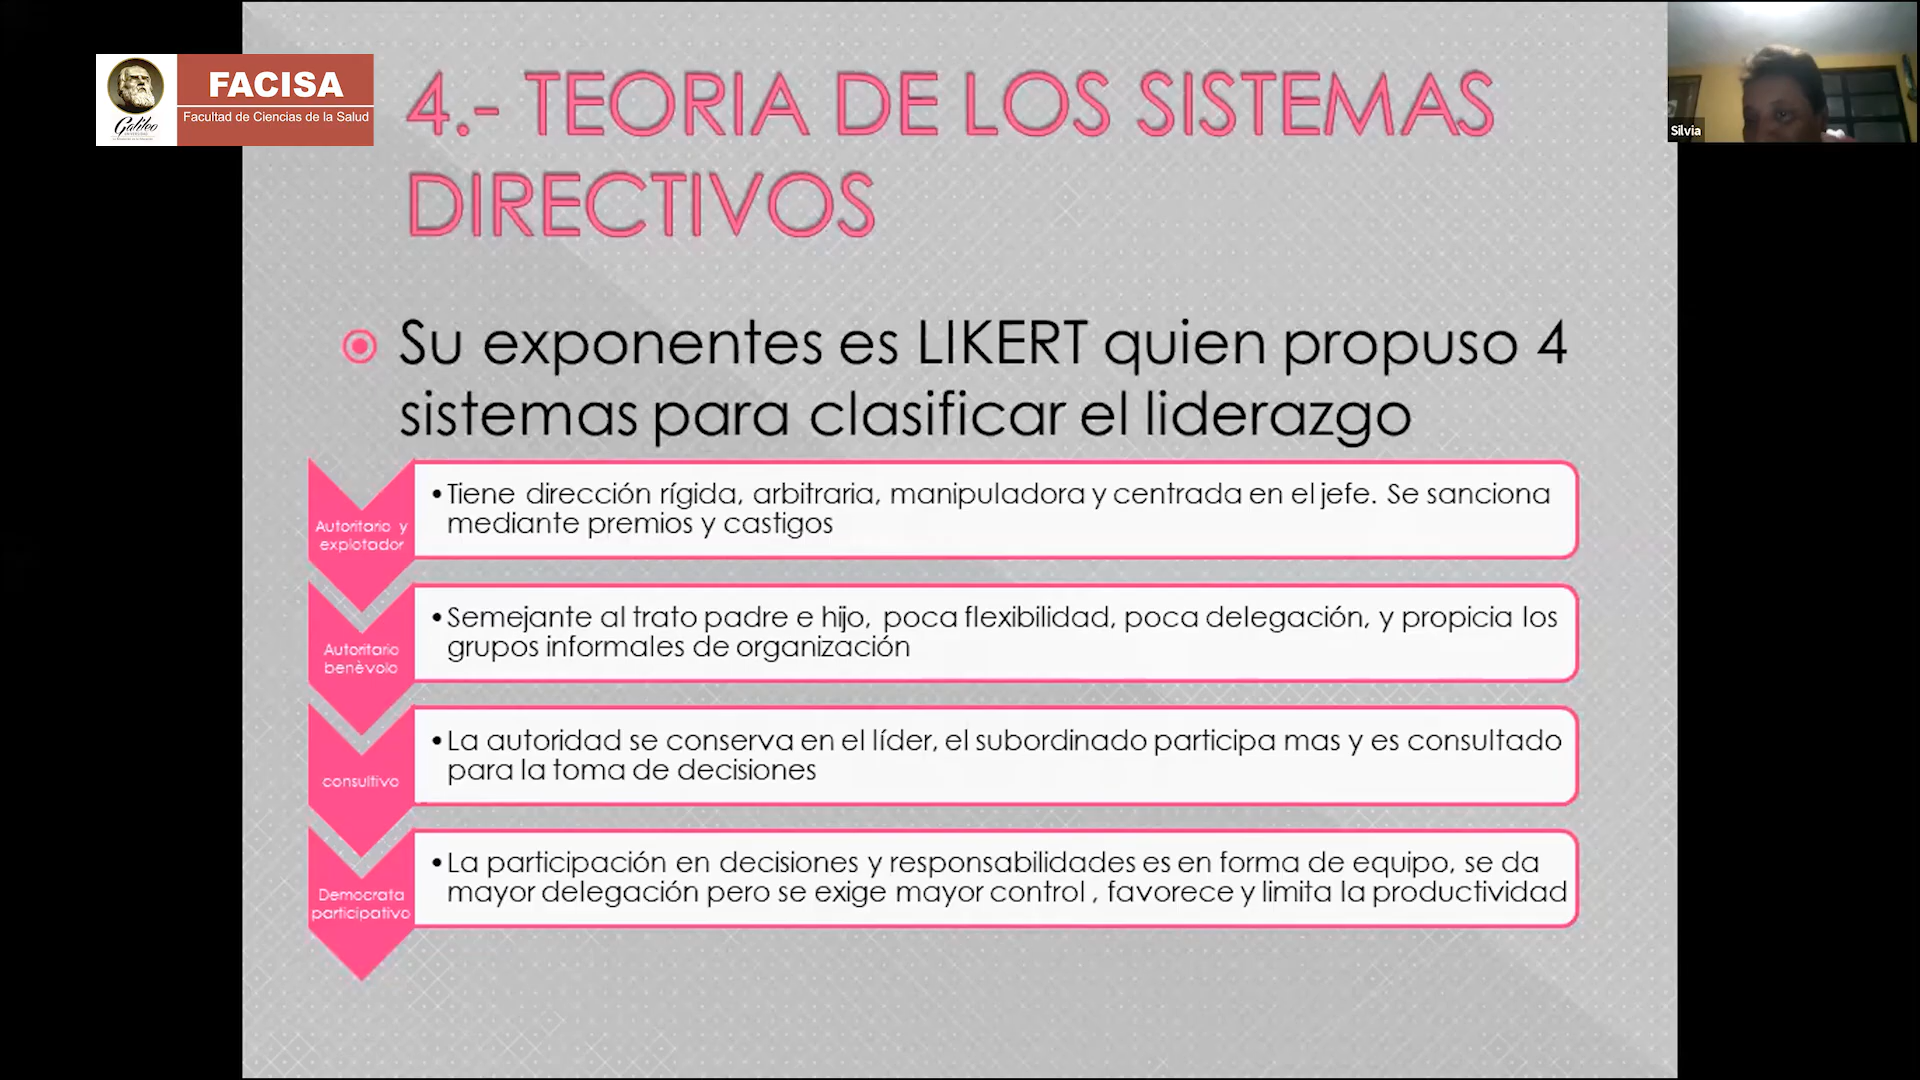 Galileo
FACISA
Facultad de Ciencias de la Salud
Silvia
4.- TEORIA DE LOS SISTEMAS
DIRECTIVOS
Su exponentes es LIKERT quien propuso 4
sistemas para clasificar el liderazgo
Autoritario y
explotador
•Tiene dirección rígida, arbitraria, manipuladora y centrada en el jefe. Se sanciona
mediante premios y castigos
Autoritario
benèvolo
•Semejante al trato padre e hijo, poca flexibilidad, poca delegación, y propicia los
grupos informales de organización
consultivo
•La autoridad se conserva en el líder, el subordinado participa mas y es consultado
para la toma de decisiones
Democrata
participativo
•La participación en decisiones y responsabilidades es en forma de equipo, se da
mayor delegación pero se exige mayor control , favorece y limita la productividad